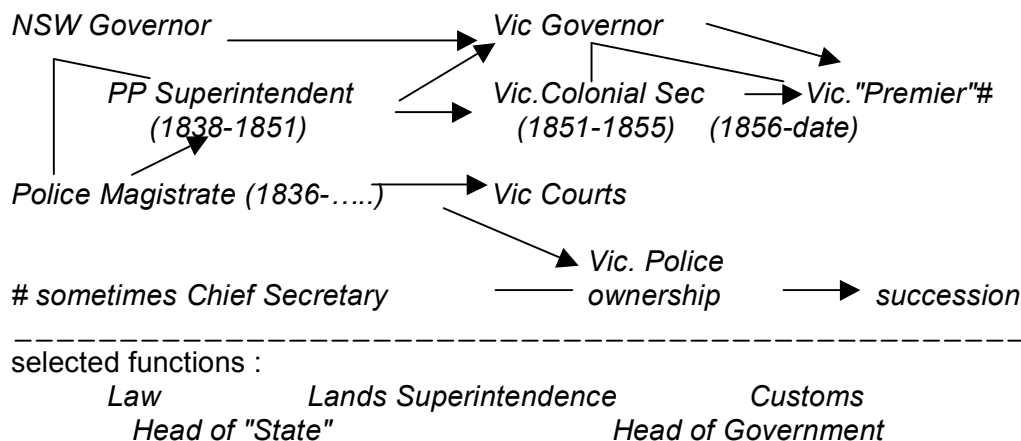 NSW Governor Vic Governor
PP Superintendent Vic.Colonial Sec Vic."Premier"#
(1838-1851) (1851-1855) (1856-date)
Police Magistrate (1836-.....) Vic Courts
Vic. Police
# sometimes Chief Secretary ownership succession
selected functions :
Law Lands Superintendence Customs
Head of "State" Head of Government